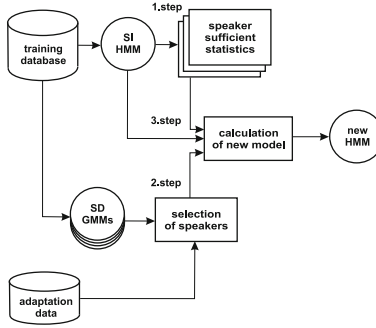 1.step
training
database
SI
HMM
speaker
sufficient
statistics
3.step
calculation
of new model
new
HMM
2.step
SD
GMMs
selection
of speakers
adaptation
data